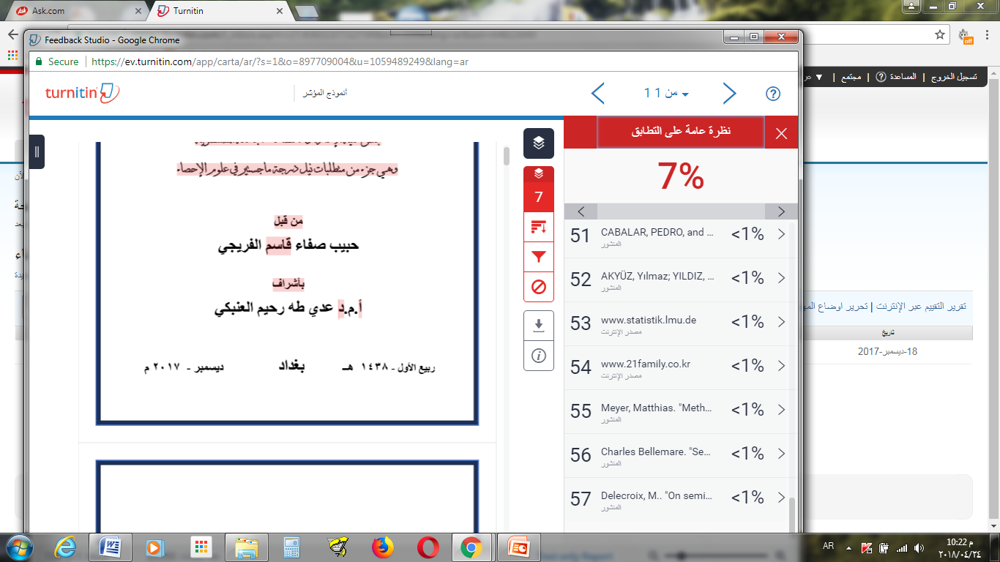 Ask.com
Turnitin
Feedback Studio - Google Chrome
Secure
https://ev.turnitin.com/app/carta/ar/?s=1&o=897709004&u=1059489249&lang=ar
off
تسجيل الخروج | المساعدة ? | مجتمع | عر
turnitin
أنموذج المؤشر
من 1 1
?
نظرة عامة على التطابق
7%
7
وهي جزء من متطلبات نيل درجة ماجستير في علوم الإحصاء
من قبل
حبيب صفاء قاسم الفريجي
بأشراف
أ.م.د عدي طه رحيم العنبكي
ربيع الأول - ١٤٣٨ هـ بغداد ديسمبر - ٢٠١٧ م
51 CABALAR, PEDRO, and ... <1%
المنشور
52 AKYÜZ, Yılmaz; YILDIZ, ... <1%
المنشور
53 www.statistik.lmu.de <1%
مصدر الإنترنت
54 www.21family.co.kr <1%
مصدر الإنترنت
55 Meyer, Matthias. "Meth... <1%
المنشور
56 Charles Bellemare. "Se... <1%
المنشور
57 Delecroix, M.. "On semi... <1%
المنشور
تقرير التقييم عبر الإنترنت | تحرير اوضاع
تاريخ
18-ديسمبر-2017
AR
10:22 م
٢٠١٨/٠٤/٢٤